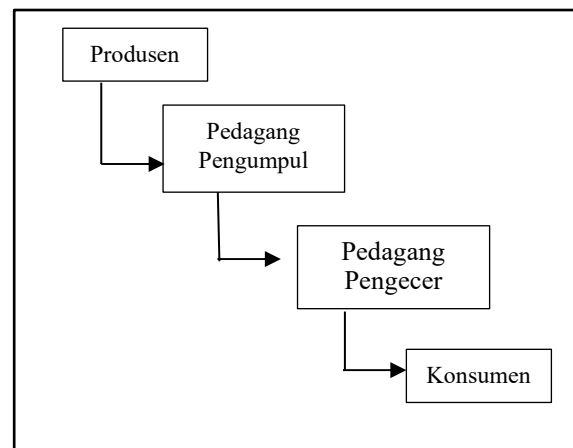 Produsen
Pedagang
Pengumpul
Pedagang
Pengecer
Konsumen